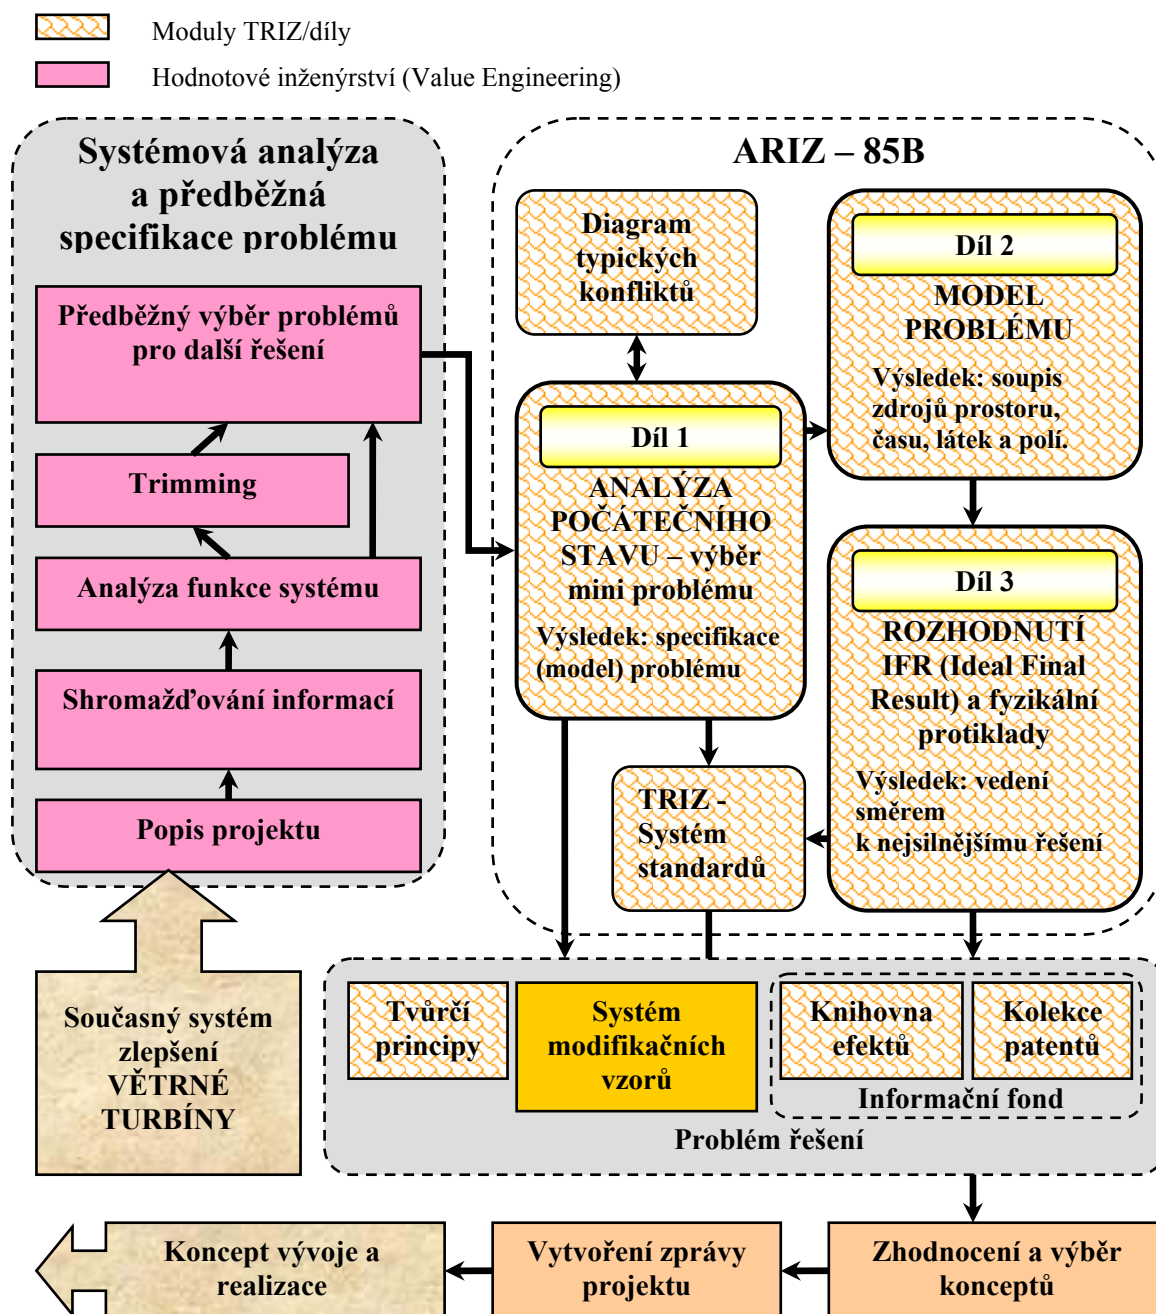 Moduly TRIZ/díly
Hodnotové inženýrství (Value Engineering)
Systémová analýza
a předběžná
specifikace problému
Předběžný výběr problémů
pro další řešení
Trimming
Analýza funkce systému
Shromažďování informací
Popis projektu
Současný systém
zlepšení
VĚTRNÉ
TURBÍNY
ARIZ – 85B
Diagram
typických
konfliktů
Díl 1
ANALÝZA
POČÁTEČNÍHO
STAVU – výběr
mini problému
Výsledek: specifikace
(model) problému
Díl 2
MODEL
PROBLÉMU
Výsledek: soupis
zdrojů prostoru,
času, látek a polí.
Díl 3
ROZHODNUTÍ
IFR (Ideal Final
Result) a fyzikální
protiklady
Výsledek: vedení
směrem
k nejsilnějšímu řešení
TRIZ -
Systém
standardů
Tvůrčí
principy
Systém
modifikačních
vzorů
Knihovna
efektů
Kolekce
patentů
Informační fond
Problém řešení
Koncept vývoje a
realizace
Vytvoření zprávy
projektu
Zhodnocení a výběr
konceptů